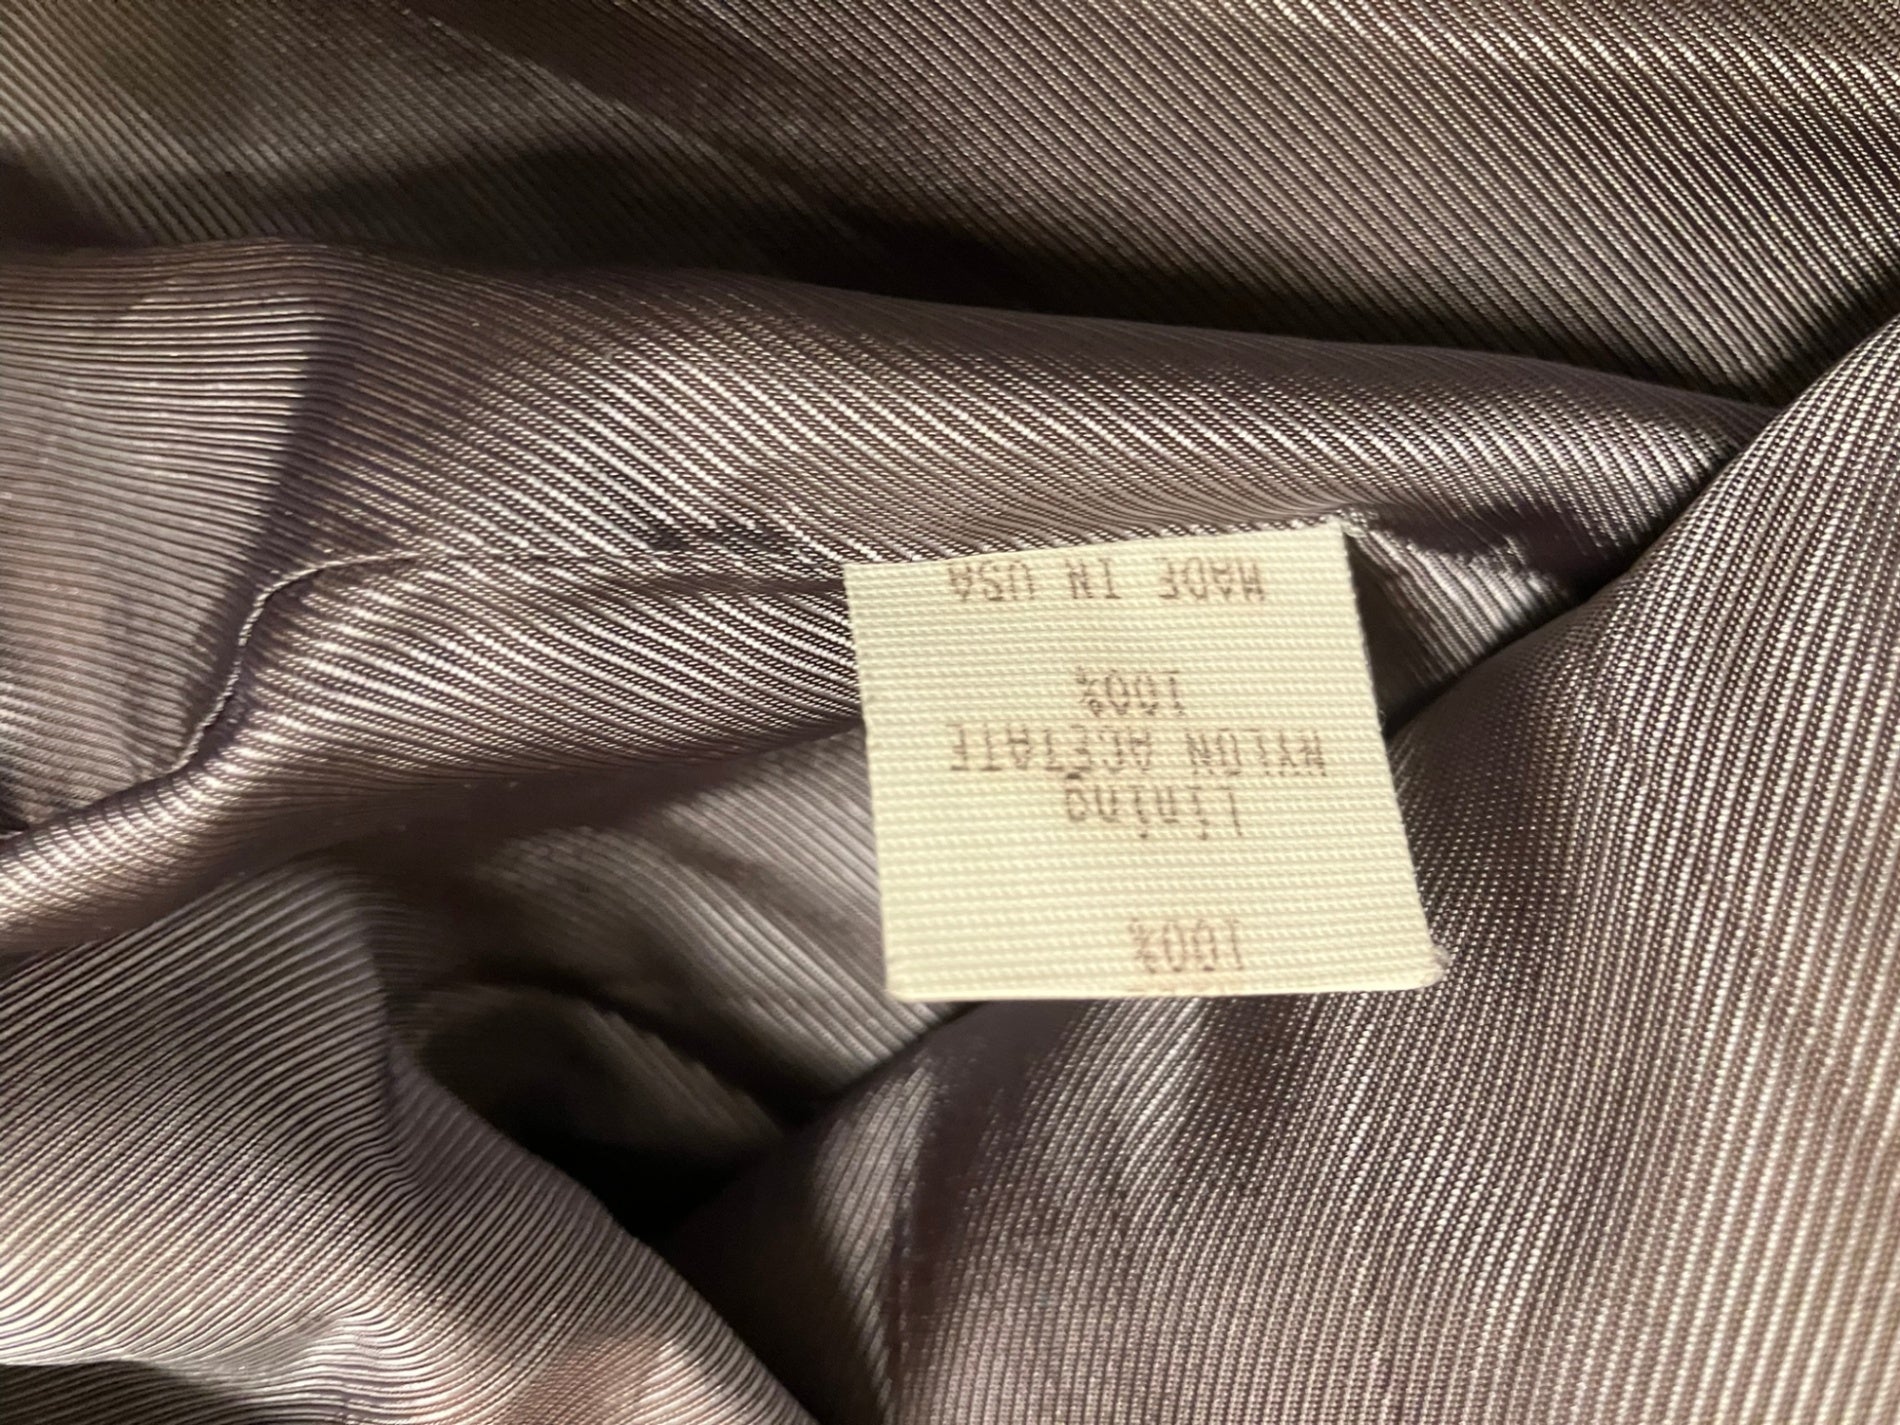 100%
Lining
NYLON ACETATE
100%
MADE IN USA